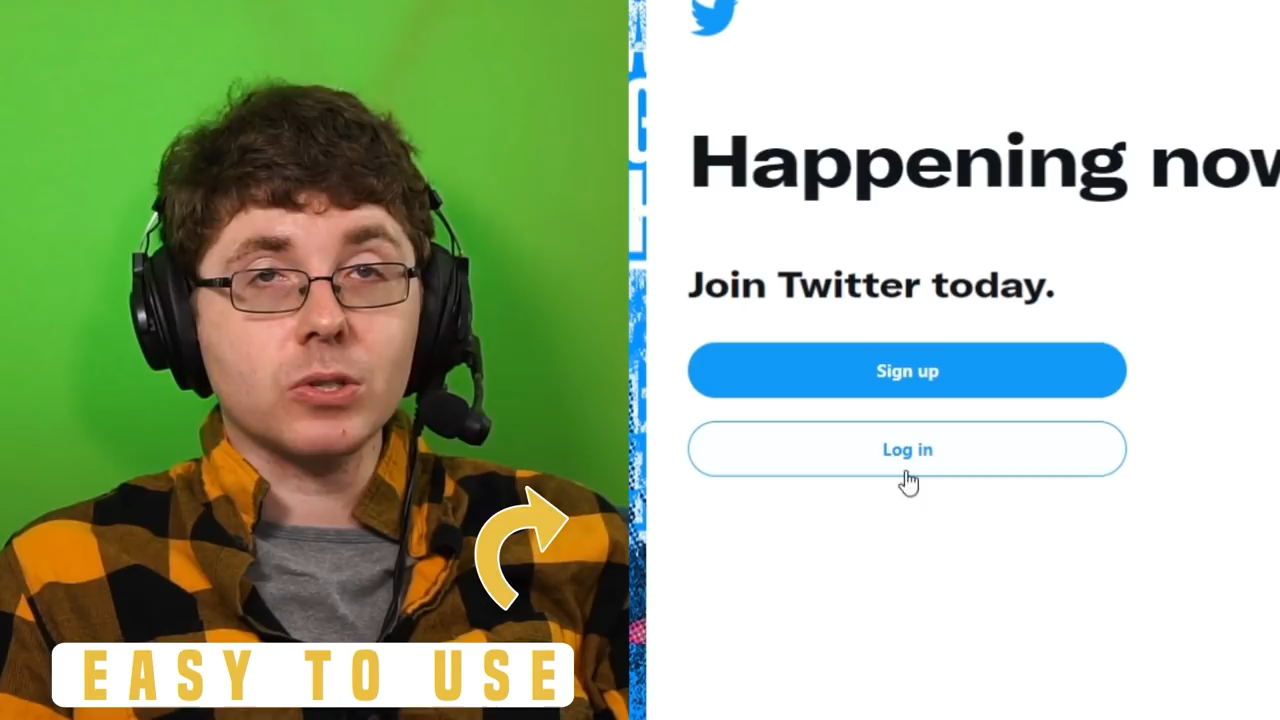 Happening now
Join Twitter today.
Sign up
Log in
EASY TO USE